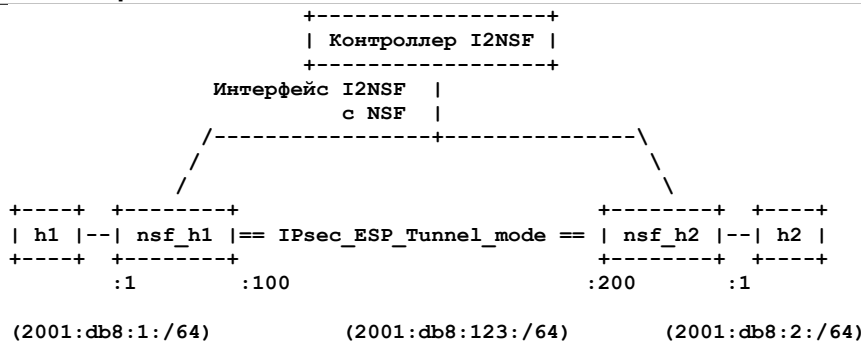 +------------------+
| Контроллер I2NSF |
+------------------+
Интерфейс I2NSF  |
с NSF  |
/-----------------+---------------\
/                                   \
/                                     \
+----+  +--------+                            +--------+  +----+
| h1 |--| nsf_h1 |== IPsec_ESP_Tunnel_mode == | nsf_h2 |--| h2 |
+----+  +--------+                            +--------+  +----+
:1        :100                       :200       :1
(2001:db8:1:/64)          (2001:db8:123:/64)       (2001:db8:2:/64)